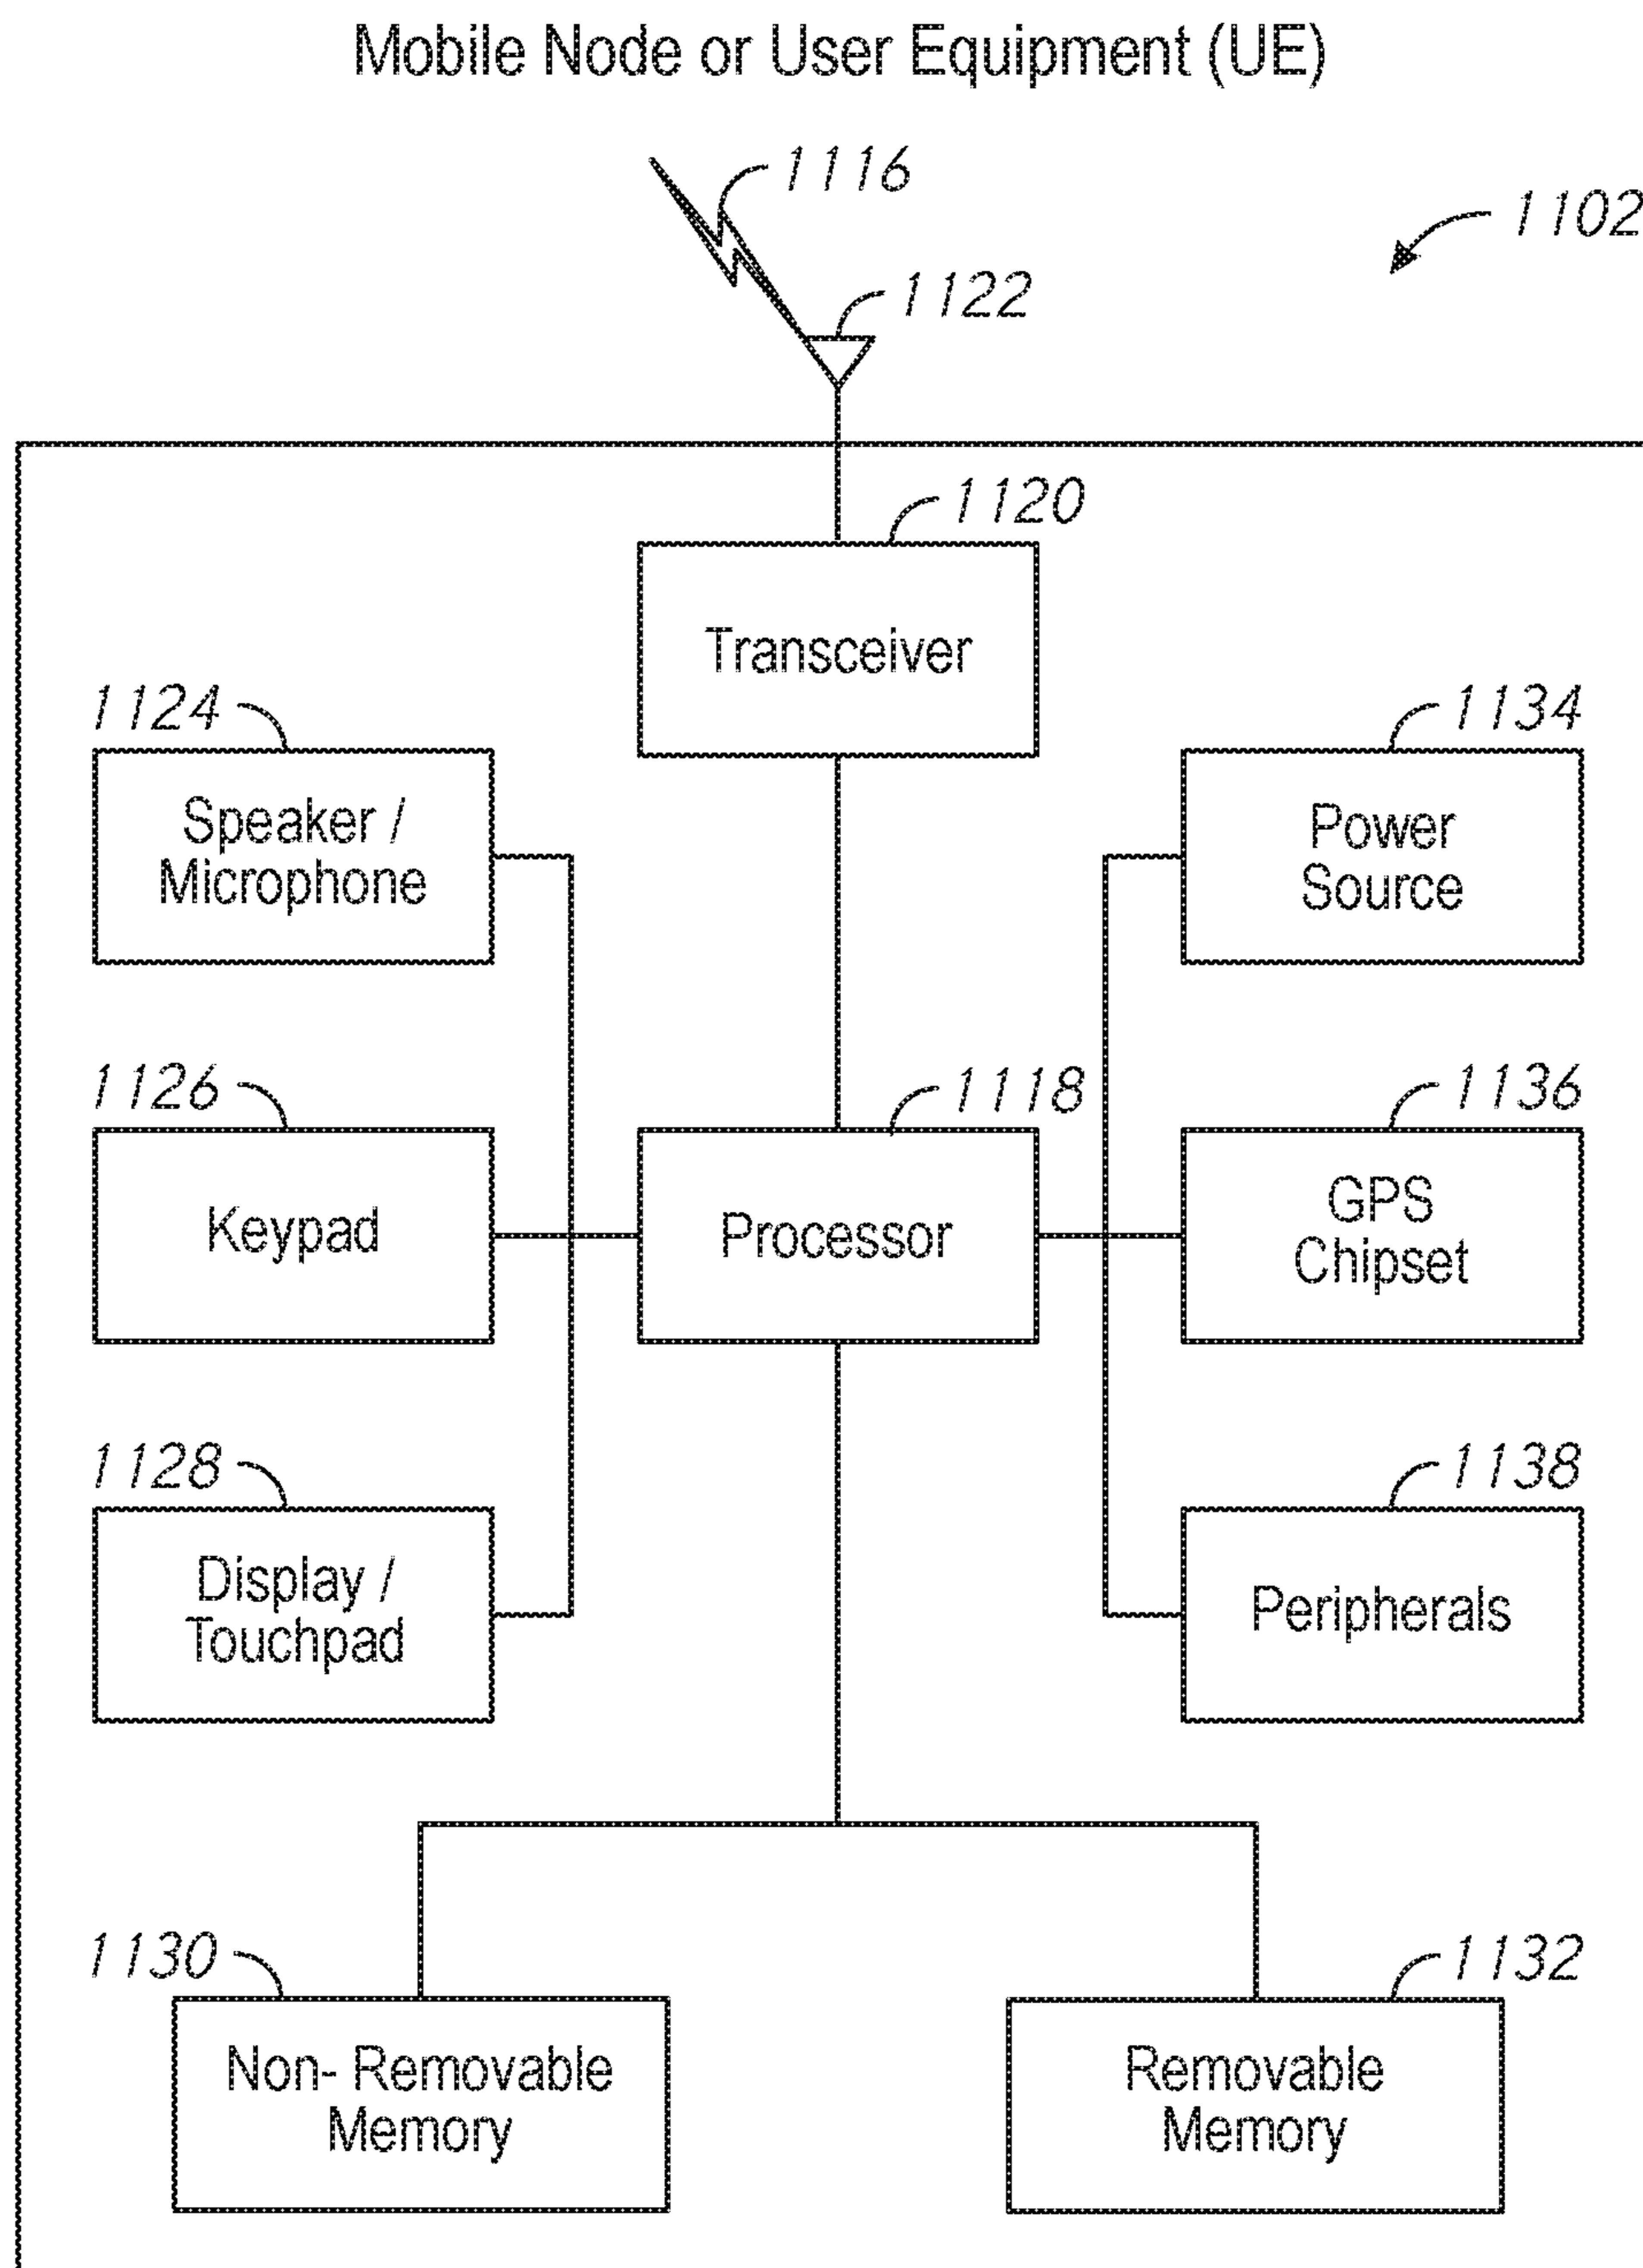 Mobile Node or User Equipment (UE)
1116
1102
1122
1120
Transceiver
1124
1134
Speaker /
Microphone
Power
Source
1126
1118
1136
Keypad
Processor
GPS
Chipset
1128
1138
Display /
Touchpad
Peripherals
1130
1132
Non- Removable
Memory
Removable
Memory